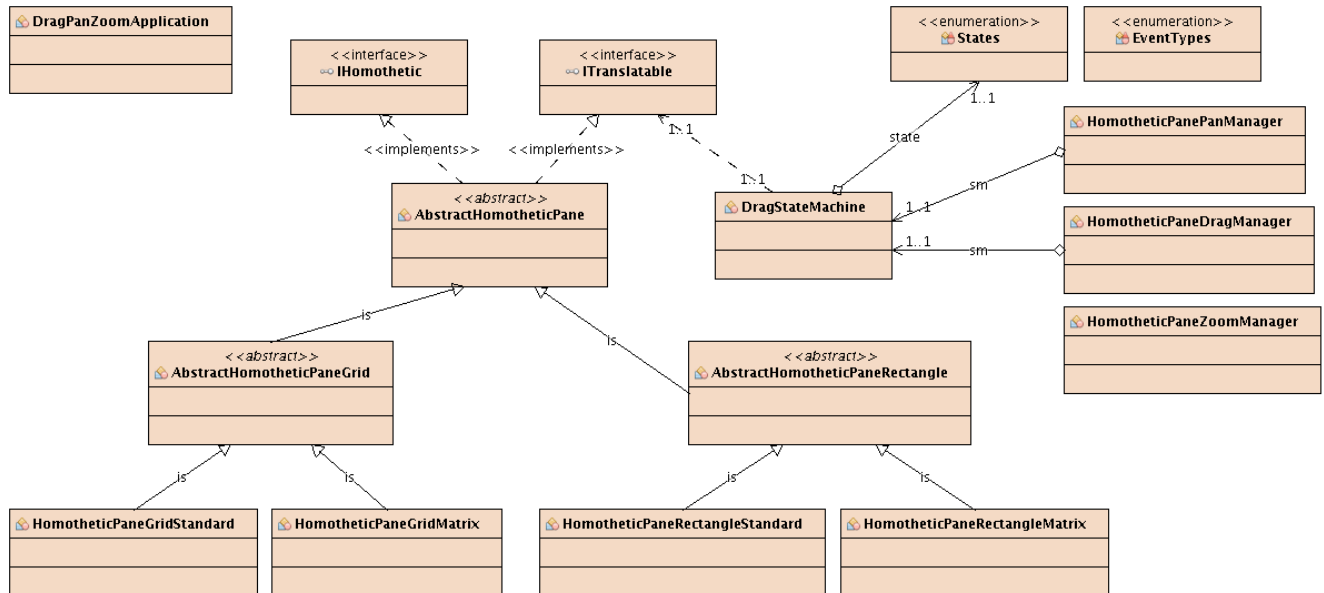 DragPanZoomApplication
<<interface>>
IHomothetic
<<interface>>
ITranslatable
<<enumeration>>
States
<<enumeration>>
EventTypes
1..1
HomotheticPanePanManager
state
1..1
<<implements>>
<<implements>>
1..1
sm
<<abstract>>
AbstractHomotheticPane
DragStateMachine
1..1
HomotheticPaneDragManager
1..1
sm
is
HomotheticPaneZoomManager
is
<<abstract>>
AbstractHomotheticPaneGrid
<<abstract>>
AbstractHomotheticPaneRectangle
is
is
is
is
HomotheticPaneGridStandard
HomotheticPaneGridMatrix
HomotheticPaneRectangleStandard
HomotheticPaneRectangleMatrix